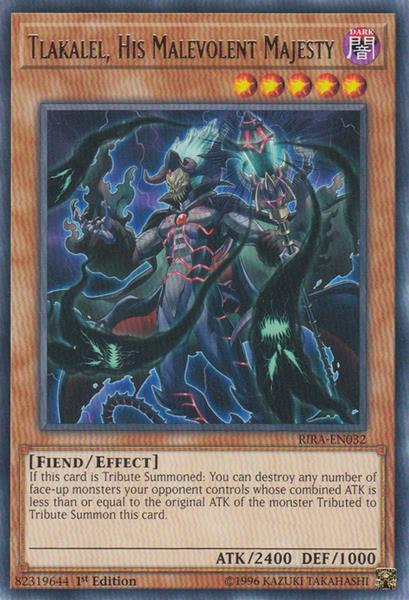 TLAKALEL, HIS MALEVOLENT MAJESTY
DARK
闇
RIRA-EN032
[FIEND/EFFECT]
If this card is Tribute Summoned: You can destroy any number of
face-up monsters your opponent controls whose combined ATK is
less than or equal to the original ATK of the monster Tributed to
Tribute Summon this card.
ATK/2400 DEF/1000
82319644 1st Edition ©1996 KAZUKI TAKAHASHI